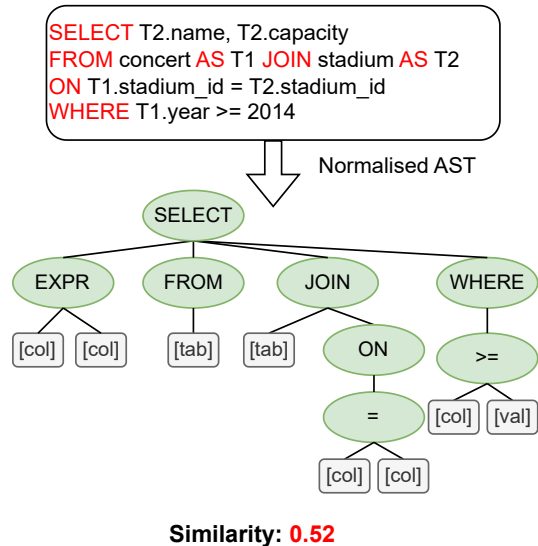 SELECT T2.name, T2.capacity
FROM concert AS T1 JOIN stadium AS T2
ON T1.stadium_id = T2.stadium_id
WHERE T1.year >= 2014
Normalised AST
SELECT
EXPR FROM JOIN WHERE
[col] [col] [tab] [tab] ON >=
= [col] [val]
[col] [col]
Similarity: 0.52